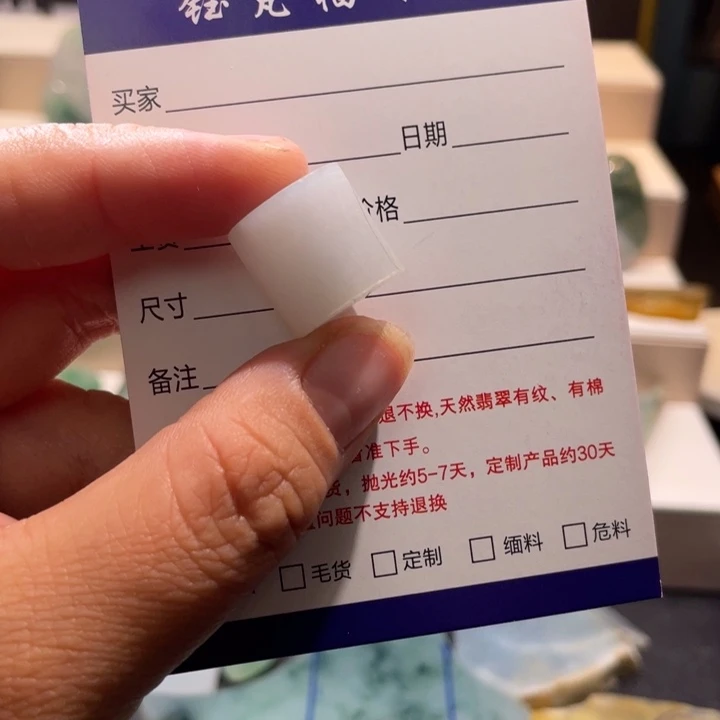 买家
日期
价格
尺寸
备注
退不换,天然翡翠有纹、有棉
准下手。
货，抛光约5-7天，定制产品约30天
问题不支持退换
毛货 定制 缅料 危料